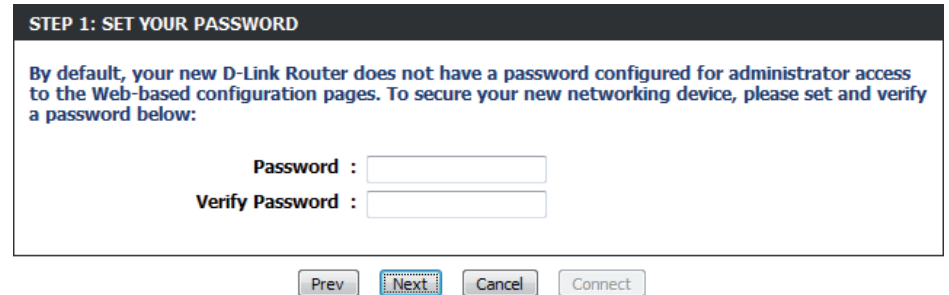 STEP 1: SET YOUR PASSWORD
By default, your new D-Link Router does not have a password configured for administrator access
to the Web-based configuration pages. To secure your new networking device, please set and verify
a password below:
Password :
Verify Password :
Prev Next Cancel Connect